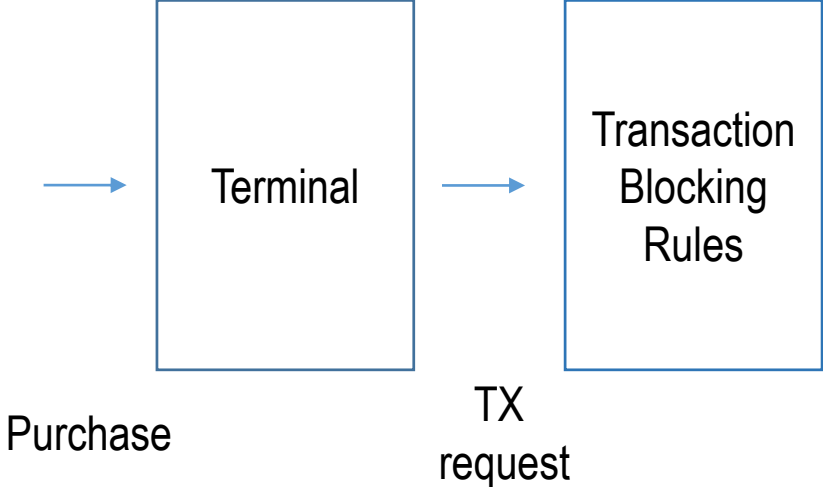 Terminal
Transaction
Blocking
Rules
Purchase
TX
request